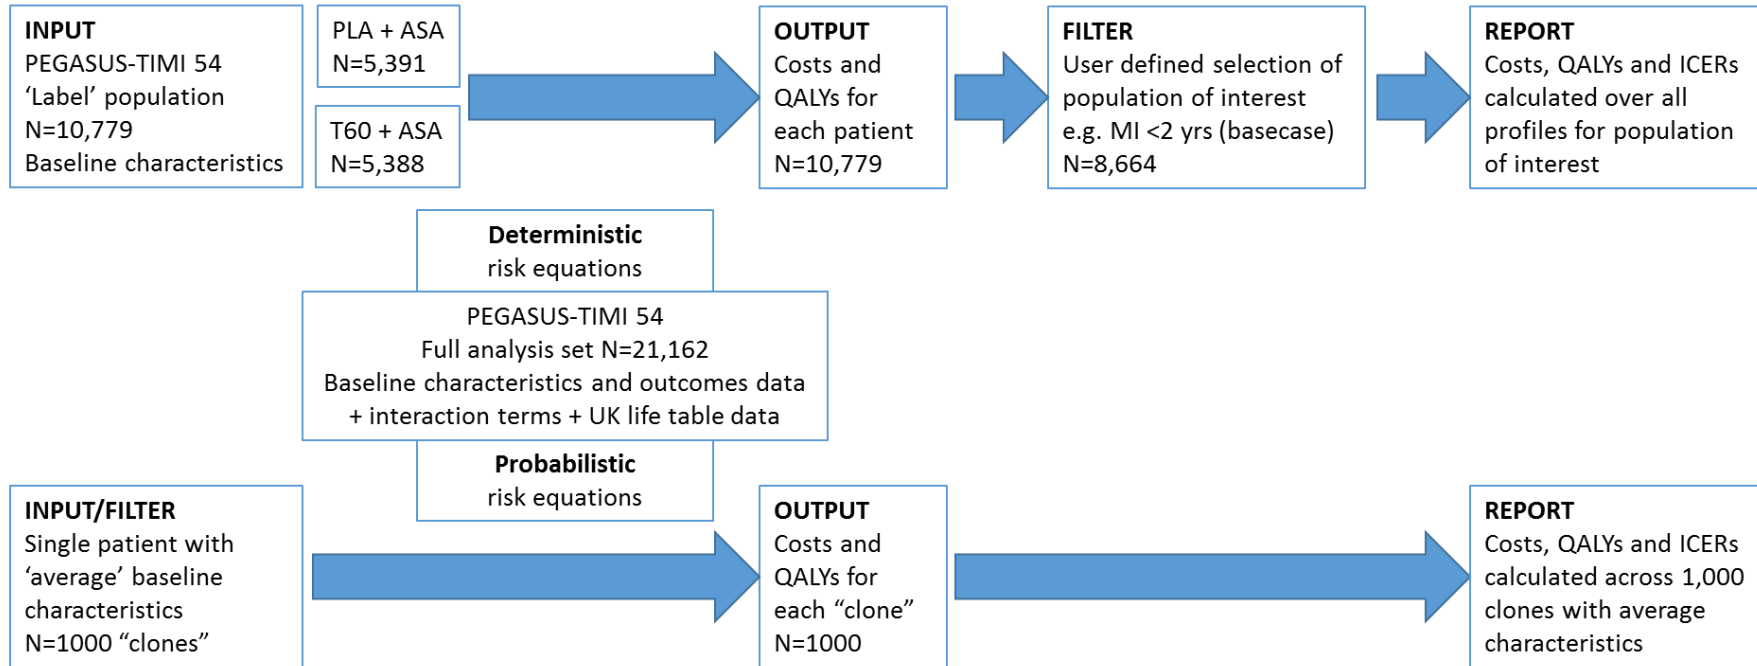 INPUT
PEGASUS-TIMI 54
‘Label’ population
N=10,779
Baseline characteristics
PLA + ASA
N=5,391
T60 + ASA
N=5,388
OUTPUT
Costs and
QALYs for
each patient
N=10,779
FILTER
User defined selection of
population of interest
e.g. MI <2 yrs (basecase)
N=8,664
REPORT
Costs, QALYs and ICERs
calculated over all
profiles for population
of interest
Deterministic
risk equations
PEGASUS-TIMI 54
Full analysis set N=21,162
Baseline characteristics and outcomes data
+ interaction terms + UK life table data
Probabilistic
risk equations
INPUT/FILTER
Single patient with
‘average’ baseline
characteristics
N=1000 “clones”
OUTPUT
Costs and
QALYs for
each “clone”
N=1000
REPORT
Costs, QALYs and ICERs
calculated across 1,000
clones with average
characteristics